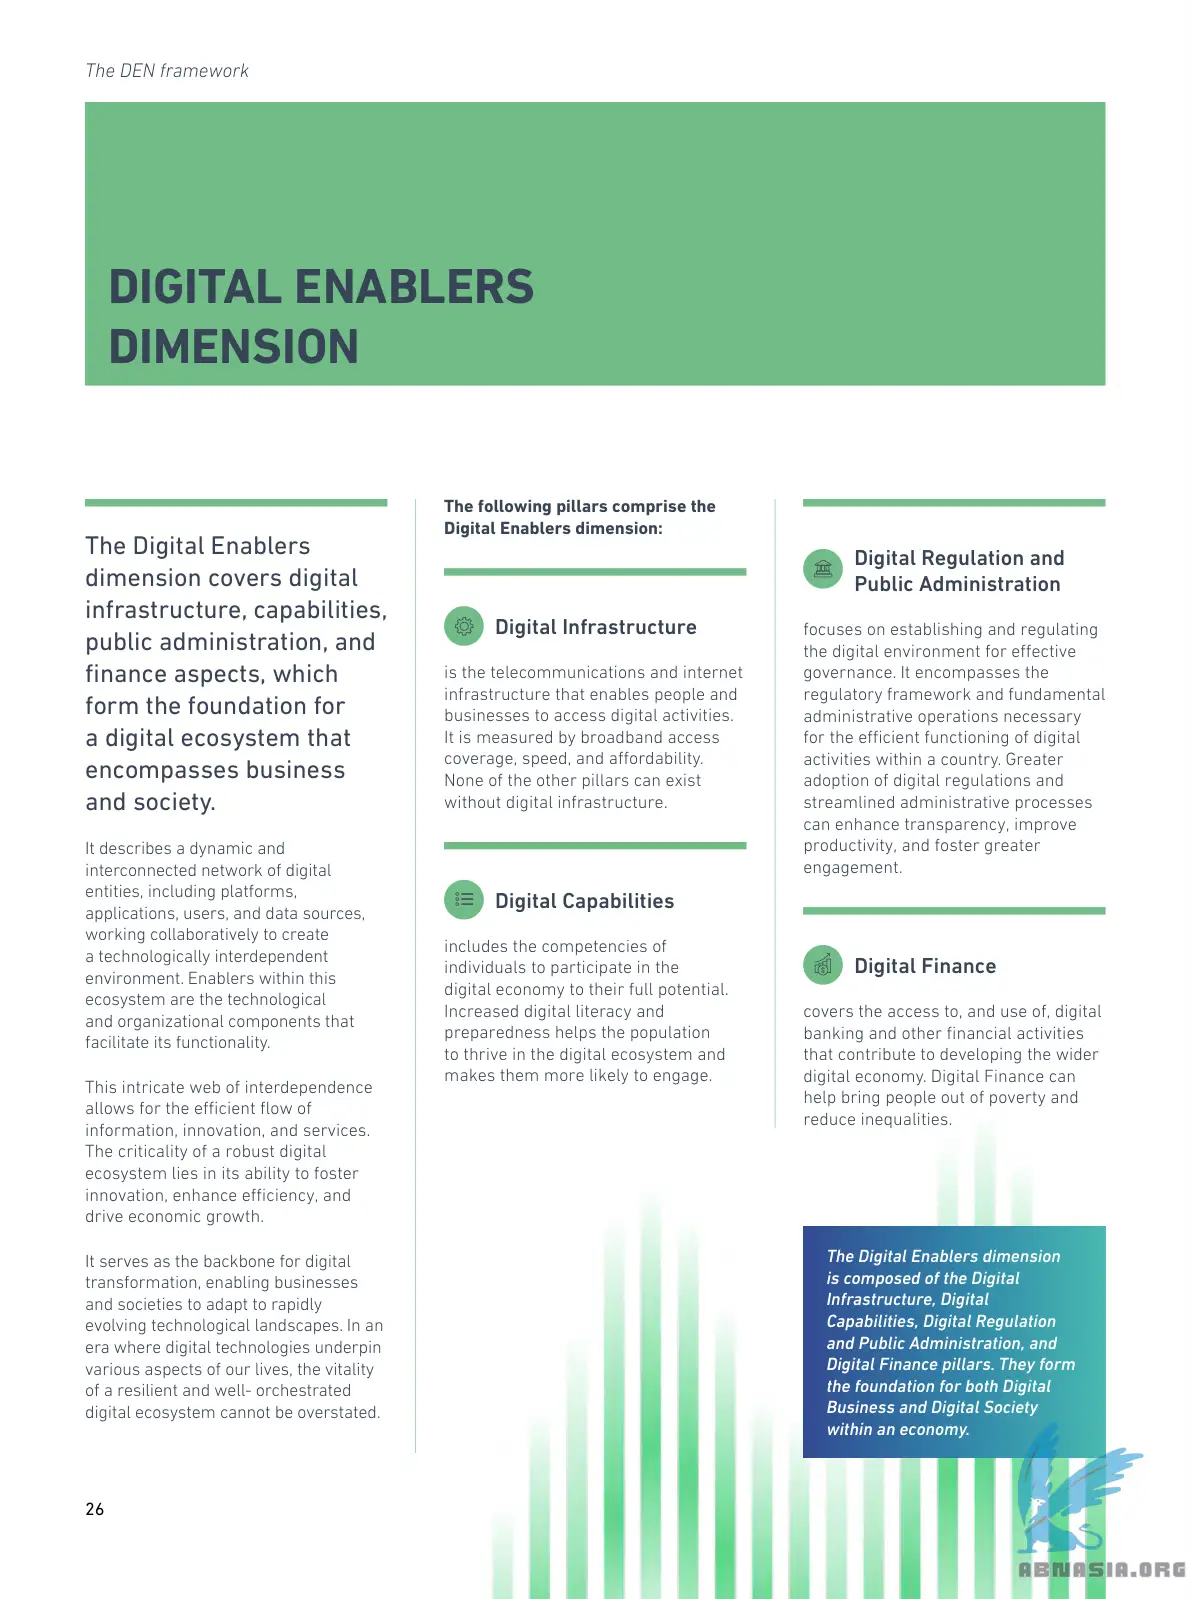 The DEN framework
DIGITAL ENABLERS
DIMENSION
The Digital Enablers
dimension covers digital
infrastructure, capabilities,
public administration, and
finance aspects, which
form the foundation for
a digital ecosystem that
encompasses business
and society.
It describes a dynamic and
interconnected network of digital
entities, including platforms,
applications, users, and data sources,
working collaboratively to create
a technologically interdependent
environment. Enablers within this
ecosystem are the technological
and organizational components that
facilitate its functionality.
This intricate web of interdependence
allows for the efficient flow of
information, innovation, and services.
The criticality of a robust digital
ecosystem lies in its ability to foster
innovation, enhance efficiency, and
drive economic growth.
It serves as the backbone for digital
transformation, enabling businesses
and societies to adapt to rapidly
evolving technological landscapes. In an
era where digital technologies underpin
various aspects of our lives, the vitality
of a resilient and well- orchestrated
digital ecosystem cannot be overstated.
The following pillars comprise the
Digital Enablers dimension:
Digital Infrastructure
is the telecommunications and internet
infrastructure that enables people and
businesses to access digital activities.
It is measured by broadband access
coverage, speed, and affordability.
None of the other pillars can exist
without digital infrastructure.
Digital Capabilities
includes the competencies of
individuals to participate in the
digital economy to their full potential.
Increased digital literacy and
preparedness helps the population
to thrive in the digital ecosystem and
makes them more likely to engage.
Digital Regulation and
Public Administration
focuses on establishing and regulating
the digital environment for effective
governance. It encompasses the
regulatory framework and fundamental
administrative operations necessary
for the efficient functioning of digital
activities within a country. Greater
adoption of digital regulations and
streamlined administrative processes
can enhance transparency, improve
productivity, and foster greater
engagement.
Digital Finance
covers the access to, and use of, digital
banking and other financial activities
that contribute to developing the wider
digital economy. Digital Finance can
help bring people out of poverty and
reduce inequalities.
The Digital Enablers dimension
is composed of the Digital
Infrastructure, Digital
Capabilities, Digital Regulation
and Public Administration, and
Digital Finance pillars. They form
the foundation for both Digital
Business and Digital Society
within an economy.
26
ABNASIA.ORG